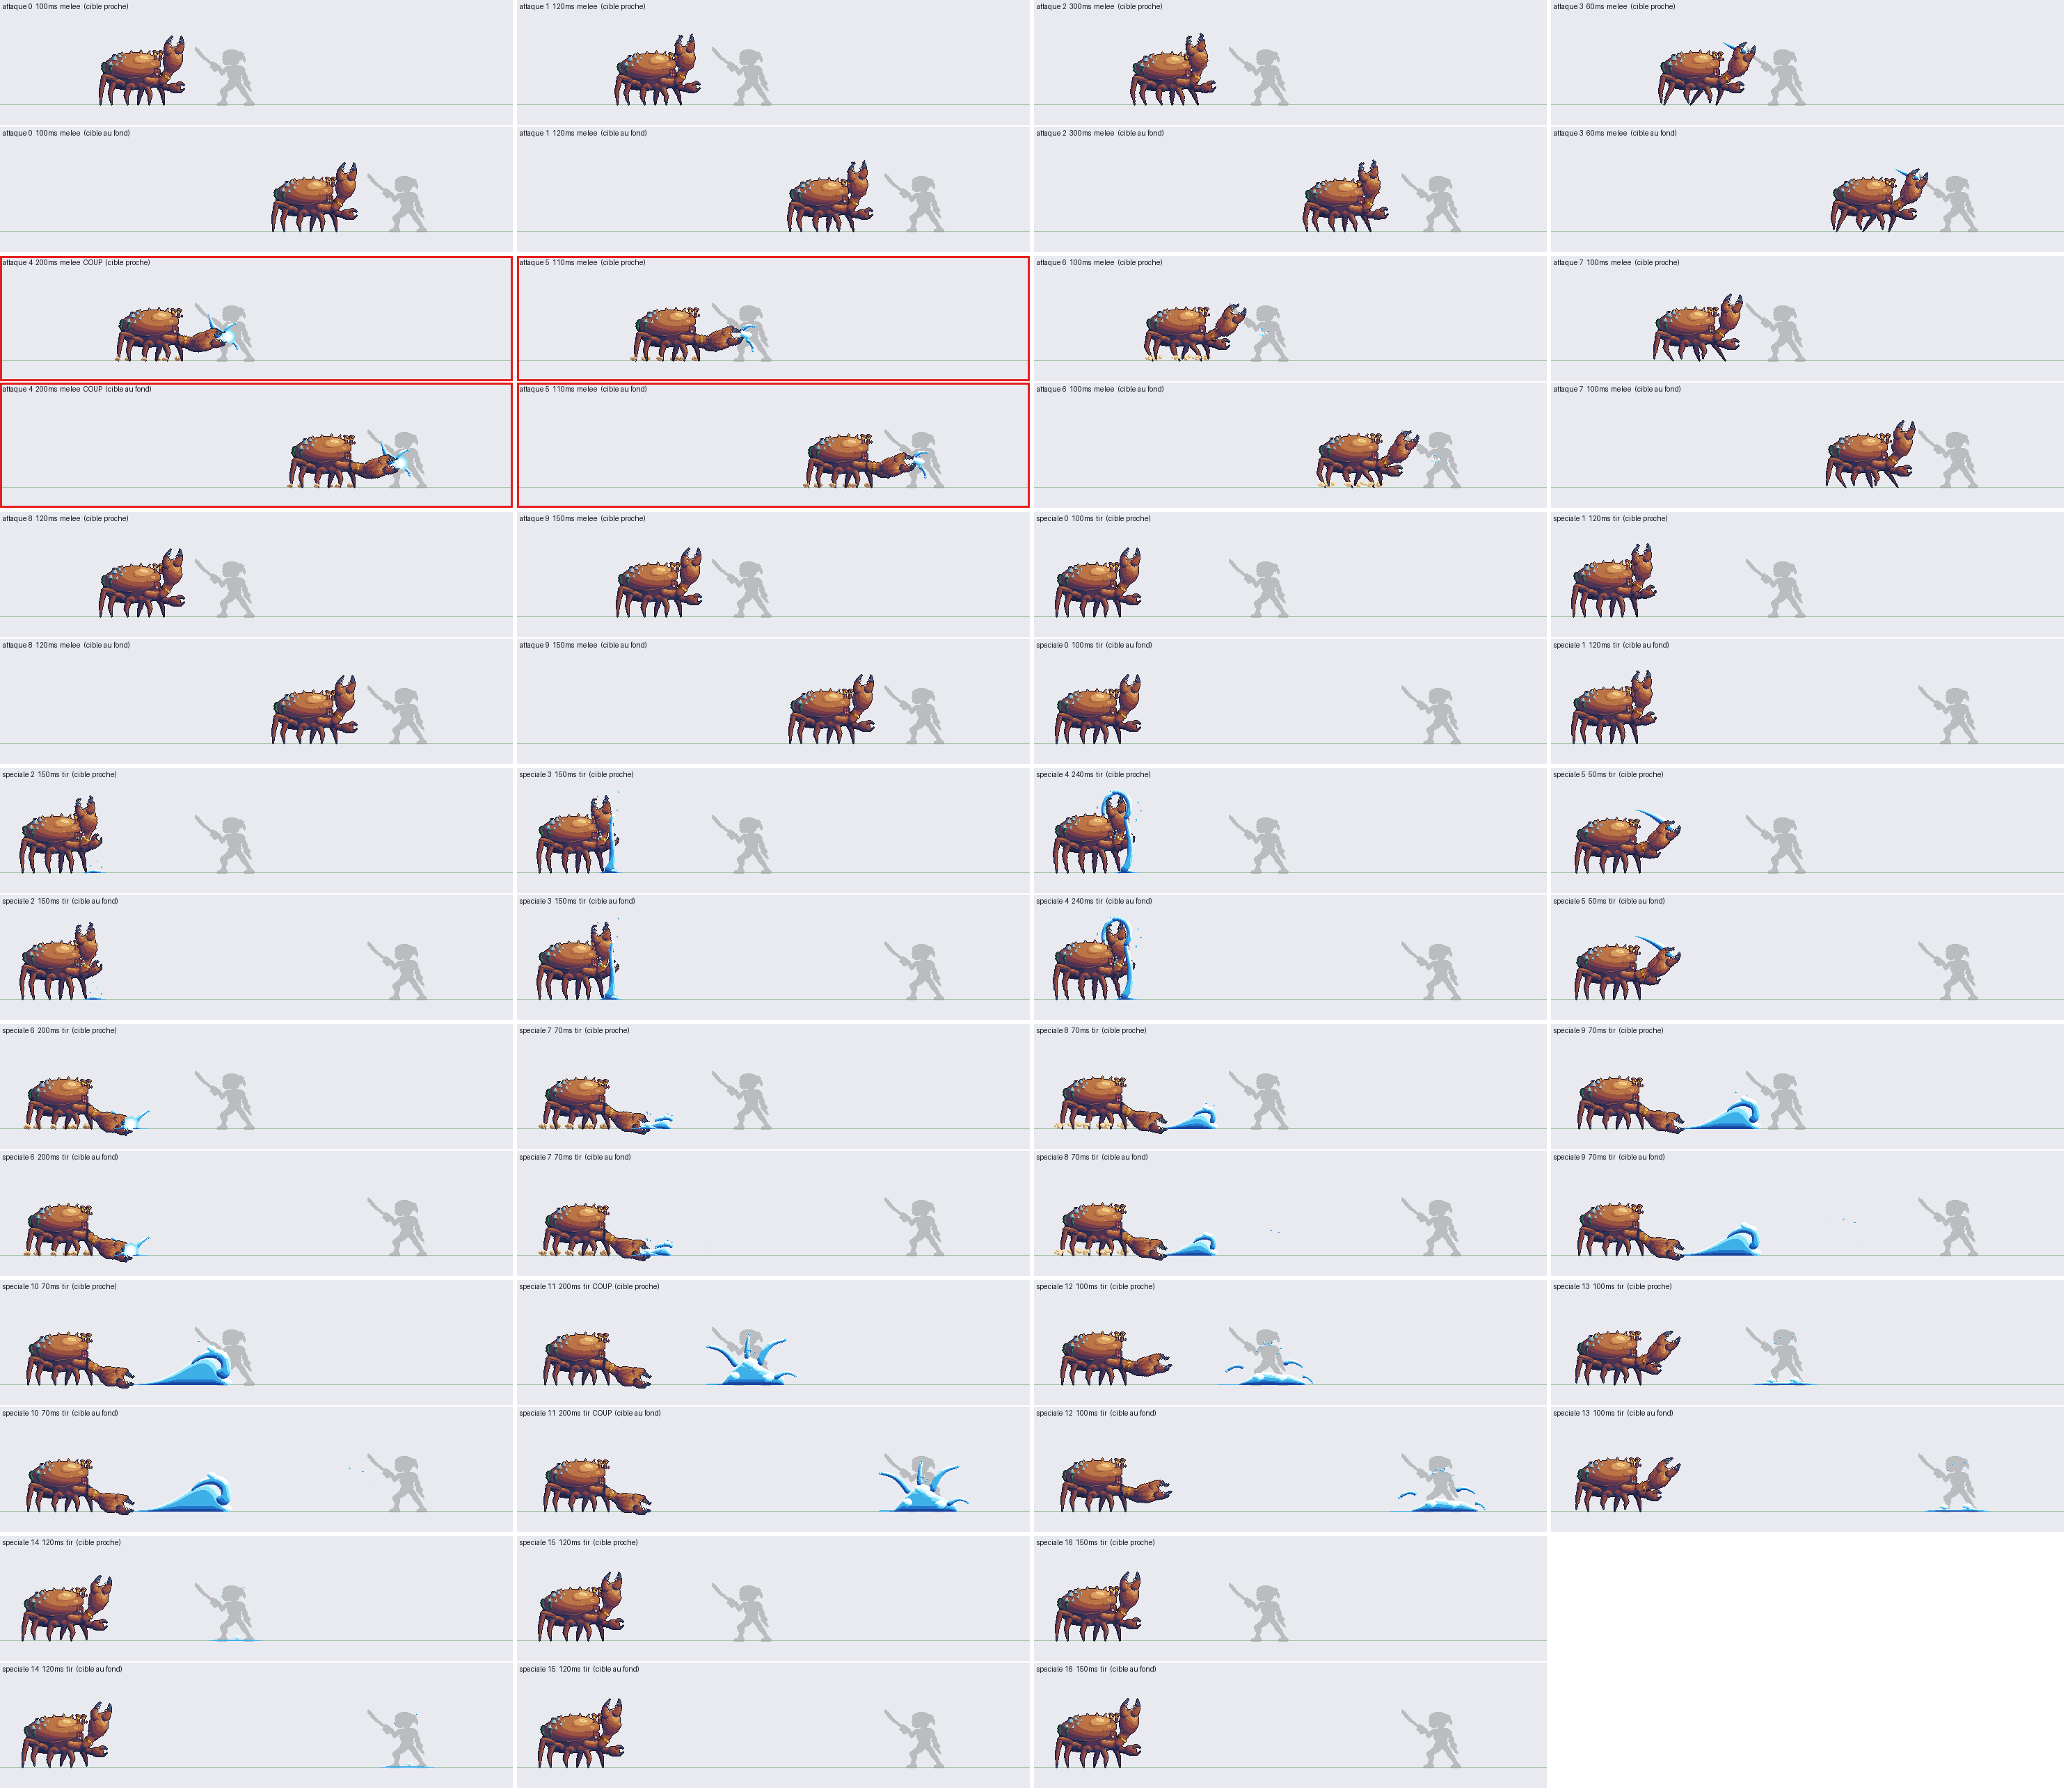 attaque 0 100ms melee (cible proche)
attaque 1 120ms melee (cible proche)
attaque 2 300ms melee (cible proche)
attaque 3 60ms melee (cible proche)
attaque 0 100ms melee (cible au fond)
attaque 1 120ms melee (cible au fond)
attaque 2 300ms melee (cible au fond)
attaque 3 60ms melee (cible au fond)
attaque 4 200ms melee COUP (cible proche)
attaque 5 110ms melee (cible proche)
attaque 6 100ms melee (cible proche)
attaque 7 100ms melee (cible proche)
attaque 4 200ms melee COUP (cible au fond)
attaque 5 110ms melee (cible au fond)
attaque 6 100ms melee (cible au fond)
attaque 7 100ms melee (cible au fond)
attaque 8 120ms melee (cible proche)
attaque 9 150ms melee (cible proche)
speciale 0 100ms tir (cible proche)
speciale 1 120ms tir (cible proche)
attaque 8 120ms melee (cible au fond)
attaque 9 150ms melee (cible au fond)
speciale 0 100ms tir (cible au fond)
speciale 1 120ms tir (cible au fond)
speciale 2 150ms tir (cible proche)
speciale 3 150ms tir (cible proche)
speciale 4 240ms tir (cible proche)
speciale 5 50ms tir (cible proche)
speciale 2 150ms tir (cible au fond)
speciale 3 150ms tir (cible au fond)
speciale 4 240ms tir (cible au fond)
speciale 5 50ms tir (cible au fond)
speciale 6 200ms tir (cible proche)
speciale 7 70ms tir (cible proche)
speciale 8 70ms tir (cible proche)
speciale 9 70ms tir (cible proche)
speciale 6 200ms tir (cible au fond)
speciale 7 70ms tir (cible au fond)
speciale 8 70ms tir (cible au fond)
speciale 9 70ms tir (cible au fond)
speciale 10 70ms tir (cible proche)
speciale 11 200ms tir COUP (cible proche)
speciale 12 100ms tir (cible proche)
speciale 13 100ms tir (cible proche)
speciale 10 70ms tir (cible au fond)
speciale 11 200ms tir COUP (cible au fond)
speciale 12 100ms tir (cible au fond)
speciale 13 100ms tir (cible au fond)
speciale 14 120ms tir (cible proche)
speciale 15 120ms tir (cible proche)
speciale 16 150ms tir (cible proche)
speciale 14 120ms tir (cible au fond)
speciale 15 120ms tir (cible au fond)
speciale 16 150ms tir (cible au fond)